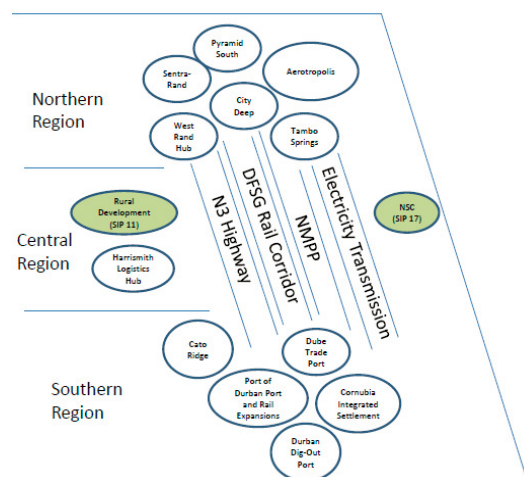 Pyramid
South
Sentra-
Rand
Aerotropolis
Northern
Region
City
Deep
West
Rand
Hub
Tambo
Springs
Rural
Development
(SIP 11)
NSC
(SIP 17)
Central
Region
Harrismith
Logistics
Hub
N3 Highway
DFSG Rail Corridor
NMPP
Electricity Transmission
Cato
Ridge
Dube
Trade
Port
Southern
Region
Port of
Durban Port
and Rail
Expansions
Cornubia
Integrated
Settlement
Durban
Dig-Out
Port